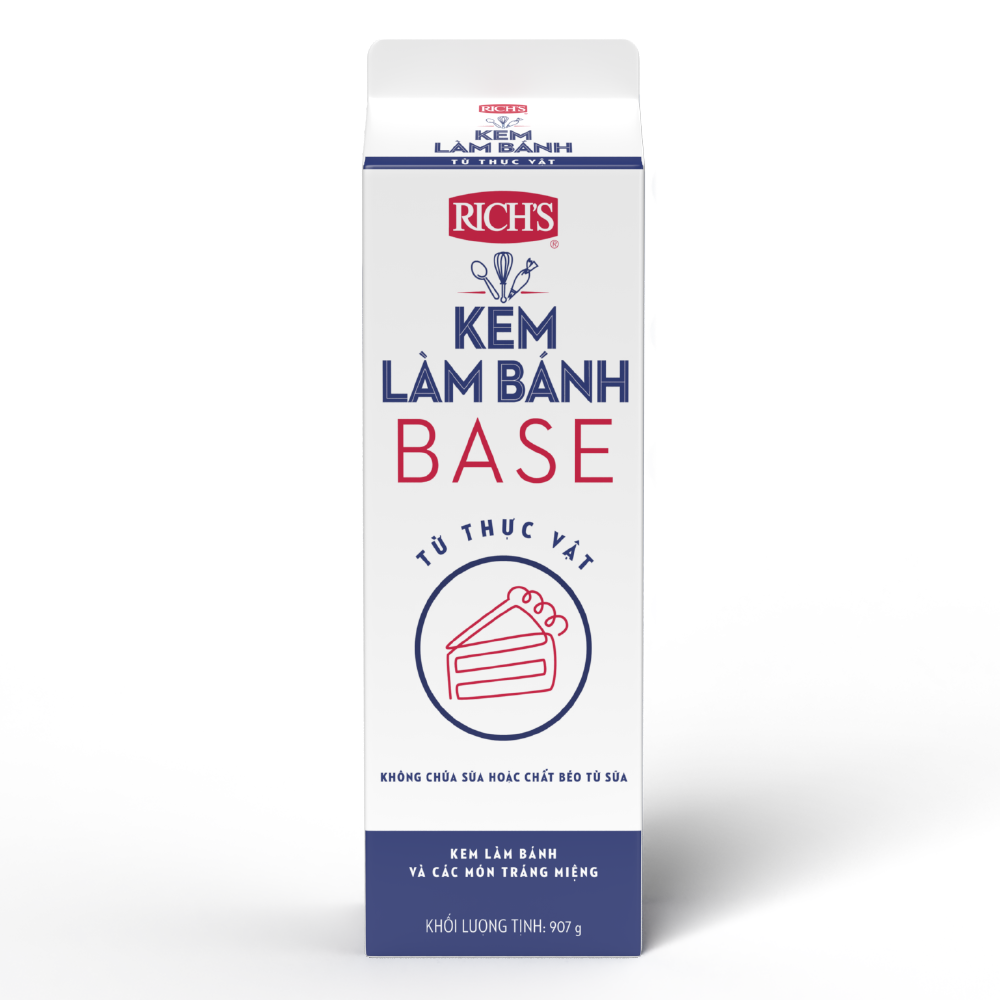 RICH'S
KEM
LÀM BÁNH
TỪ THỰC VẬT
RICH'S
®
KEM
LÀM BÁNH
BASE
TỪ THỰC VẬT
KHÔNG CHỨA SỮA HOẶC CHẤT BÉO TỪ SỮA
KEM LÀM BÁNH
VÀ CÁC MÓN TRÁNG MIỆNG
KHỐI LƯỢNG TỊNH: 907 g